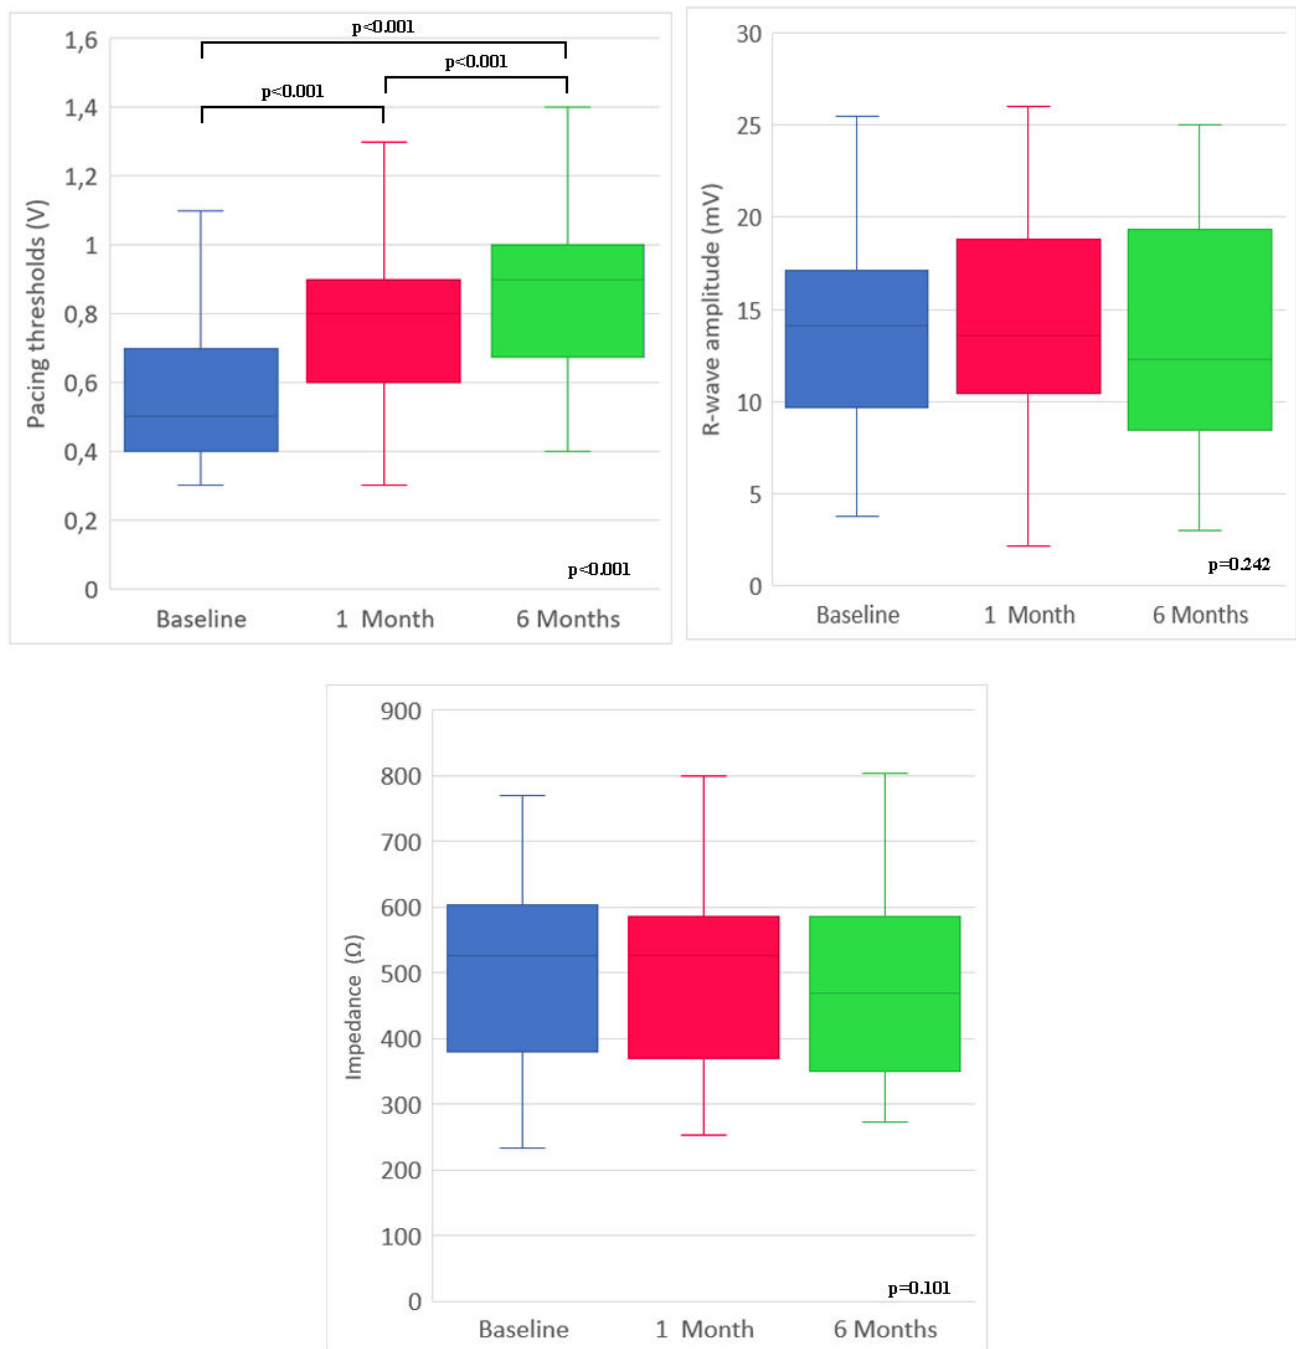 p<0.001
1,6
p<0.001
p<0.001
1,4
1,2
1
0,8
0,6
0,4
0,2
0
Pacing thresholds (V)
p<0.001
Baseline 1 Month 6 Months
30
25
20
15
10
5
0
R-wave amplitude (mV)
p=0.242
Baseline 1 Month 6 Months
900
800
700
600
500
400
300
200
100
0
Impedance (Ω)
p=0.101
Baseline 1 Month 6 Months